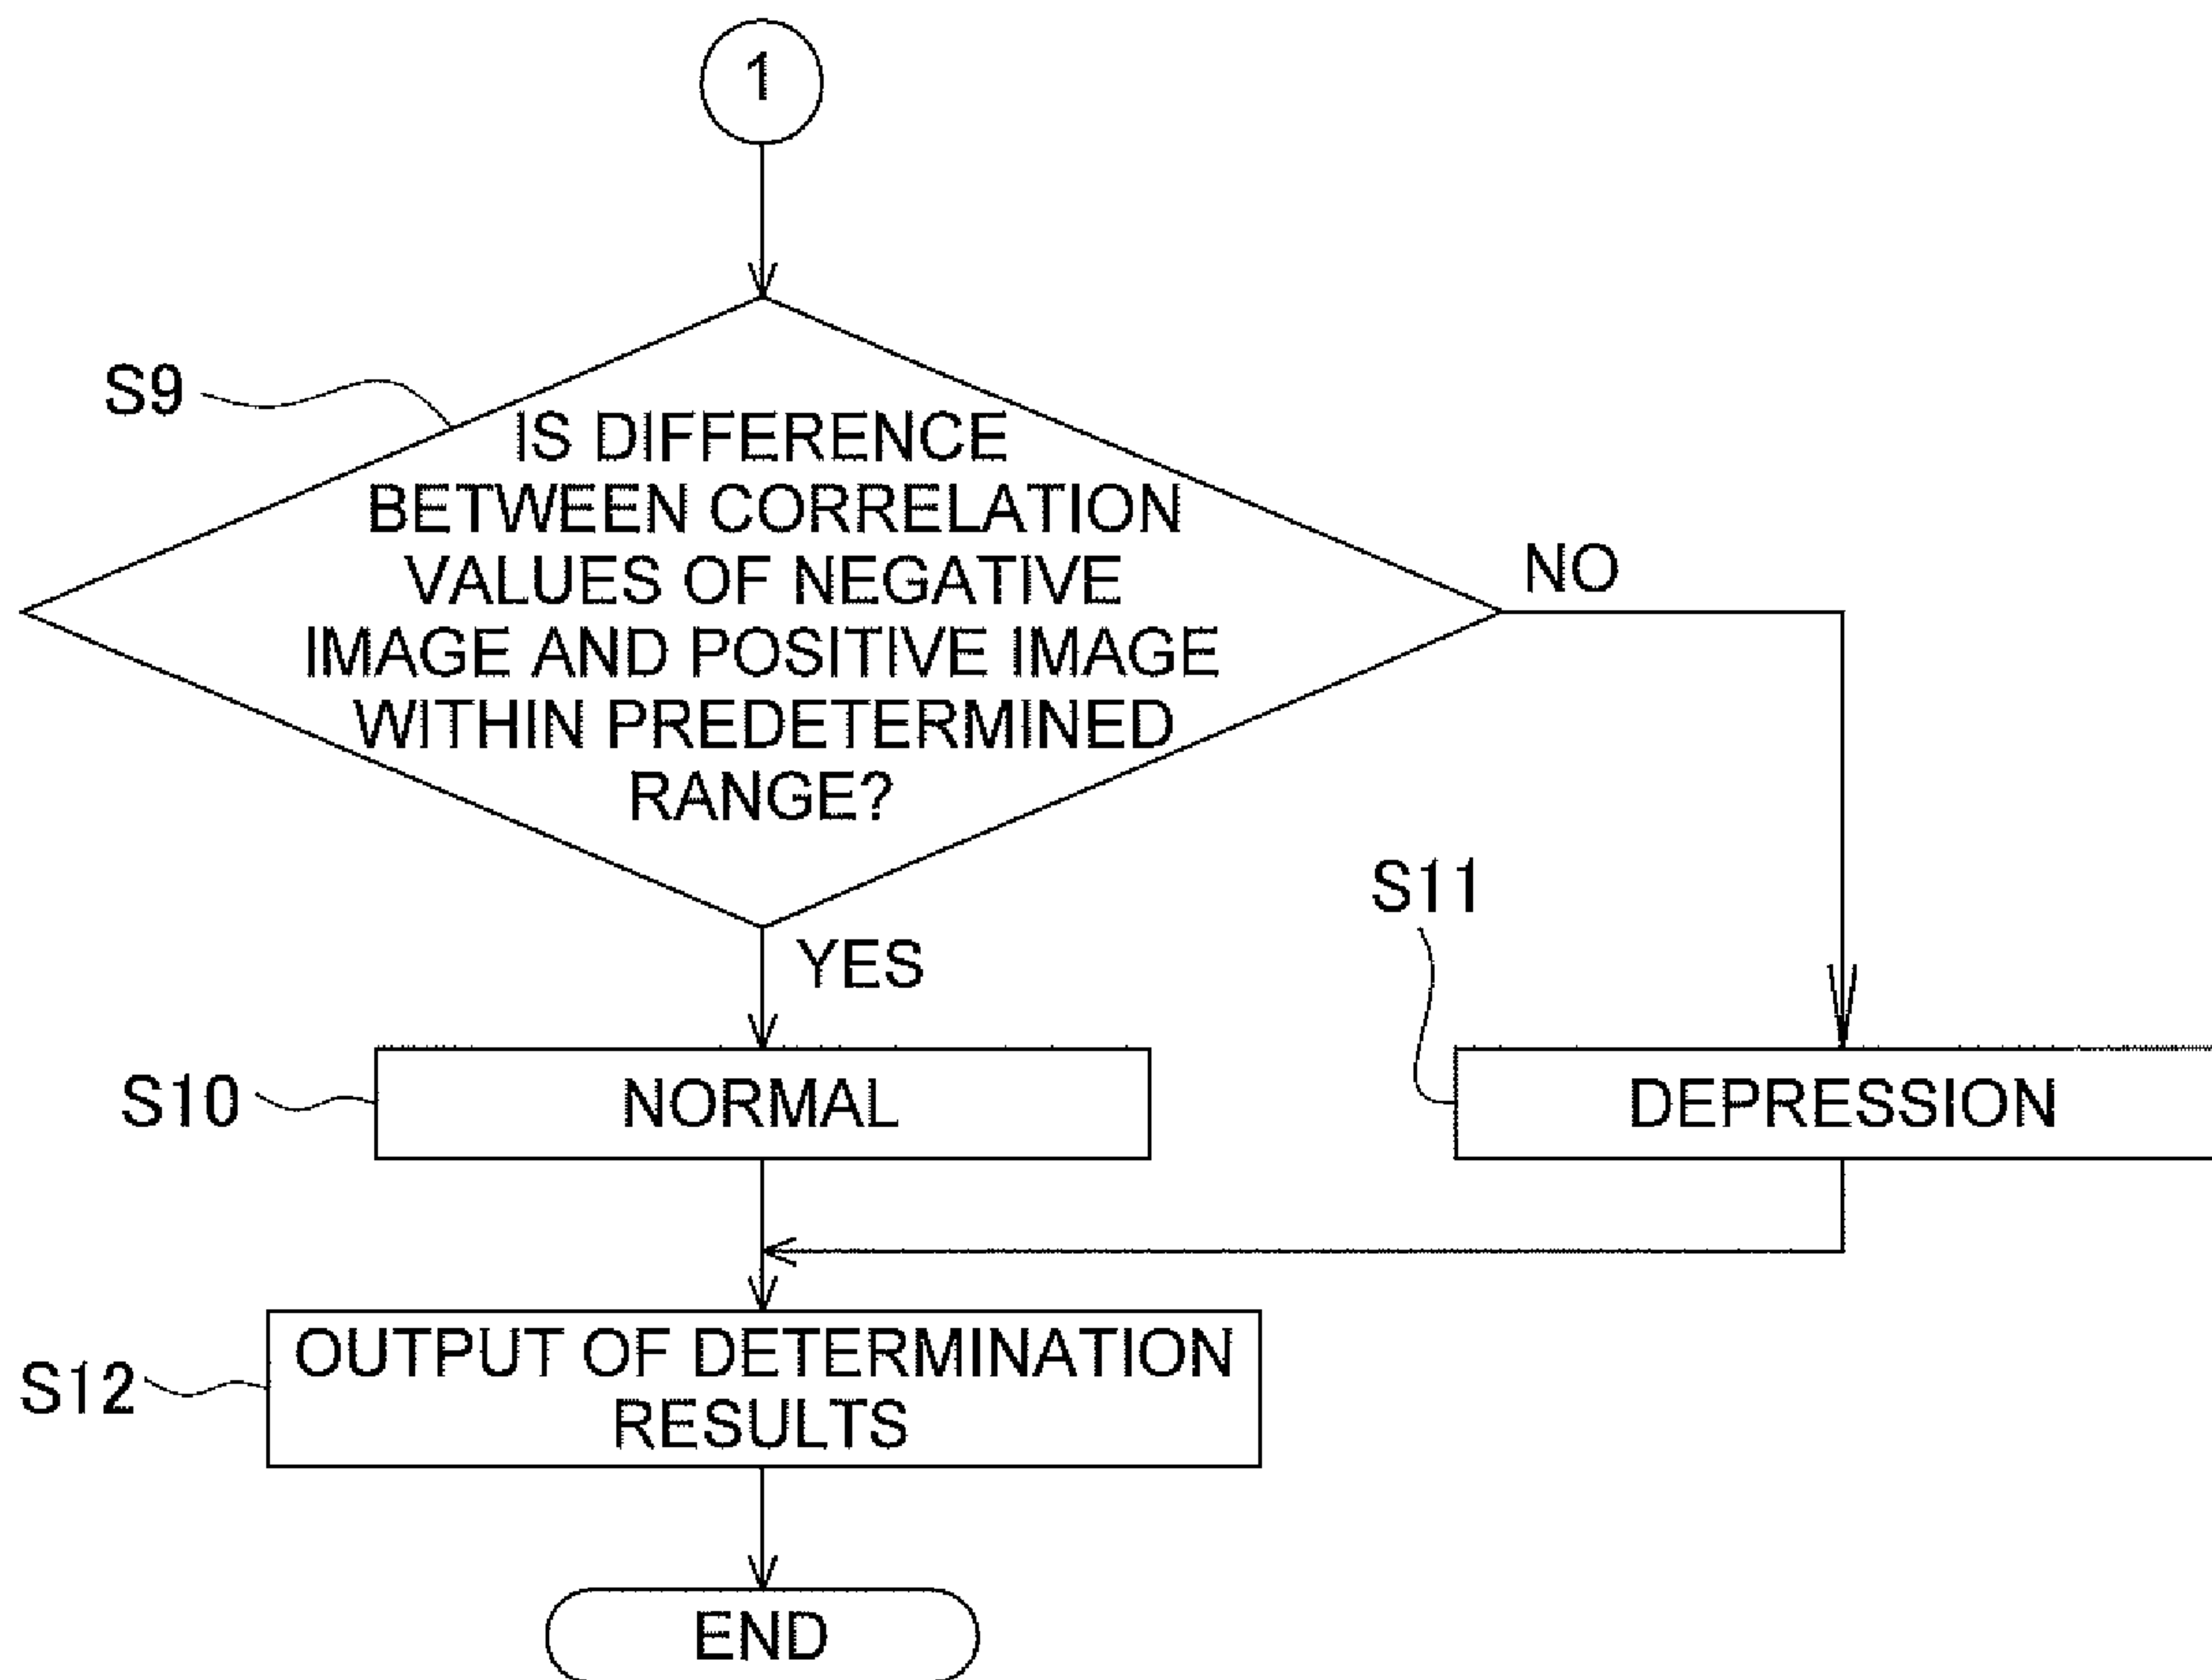 1
S9
IS DIFFERENCE
BETWEEN CORRELATION
VALUES OF NEGATIVE
IMAGE AND POSITIVE IMAGE
WITHIN PREDETERMINED
RANGE?
NO
YES
S10
NORMAL
S11
DEPRESSION
S12
OUTPUT OF DETERMINATION
RESULTS
END